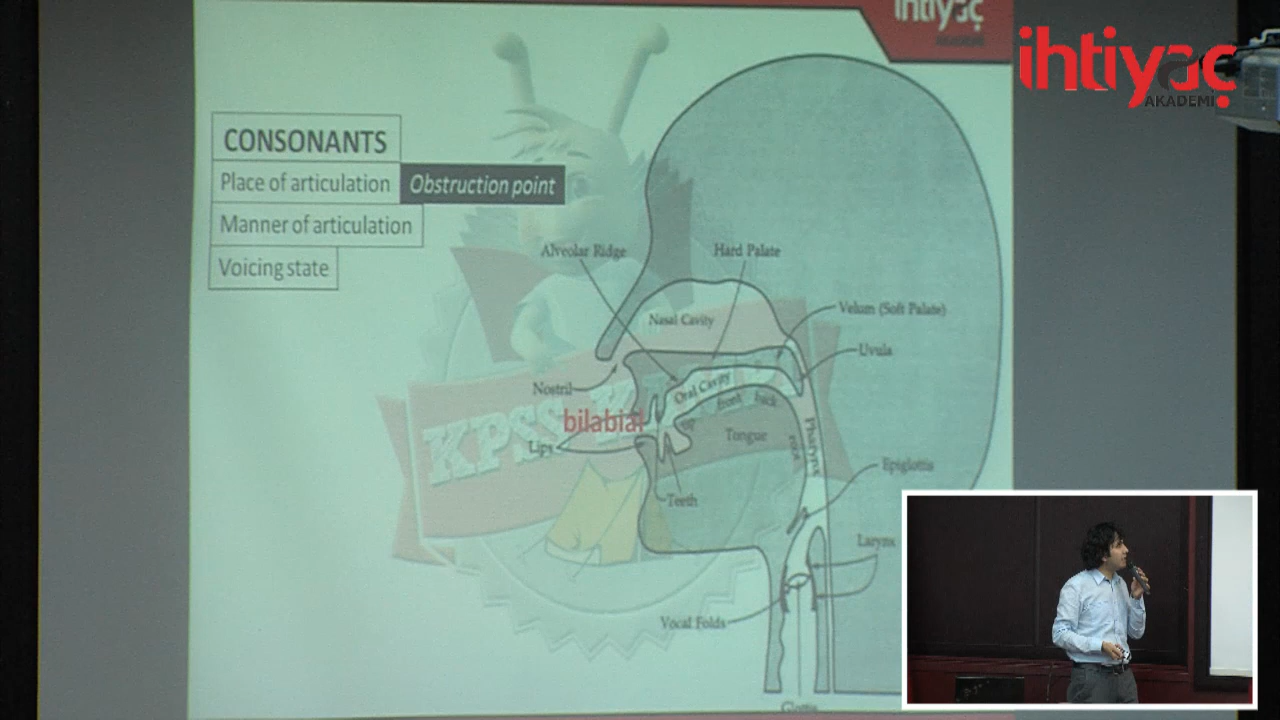 ihtiyaç
ihtiyaç
AKADEMİ
CONSONANTS
Place of articulation
Obstruction point
Manner of articulation
Voicing state
Alveolar Ridge
Hard Palate
Nasal Cavity
Velum (Soft Palate)
Uvula
Nostril
Oral Cavity
front
back
bilabial
KPSS
Lips
Tongue
Pharynx
root
Epiglottis
Teeth
Larynx
Vocal Folds
Glottis